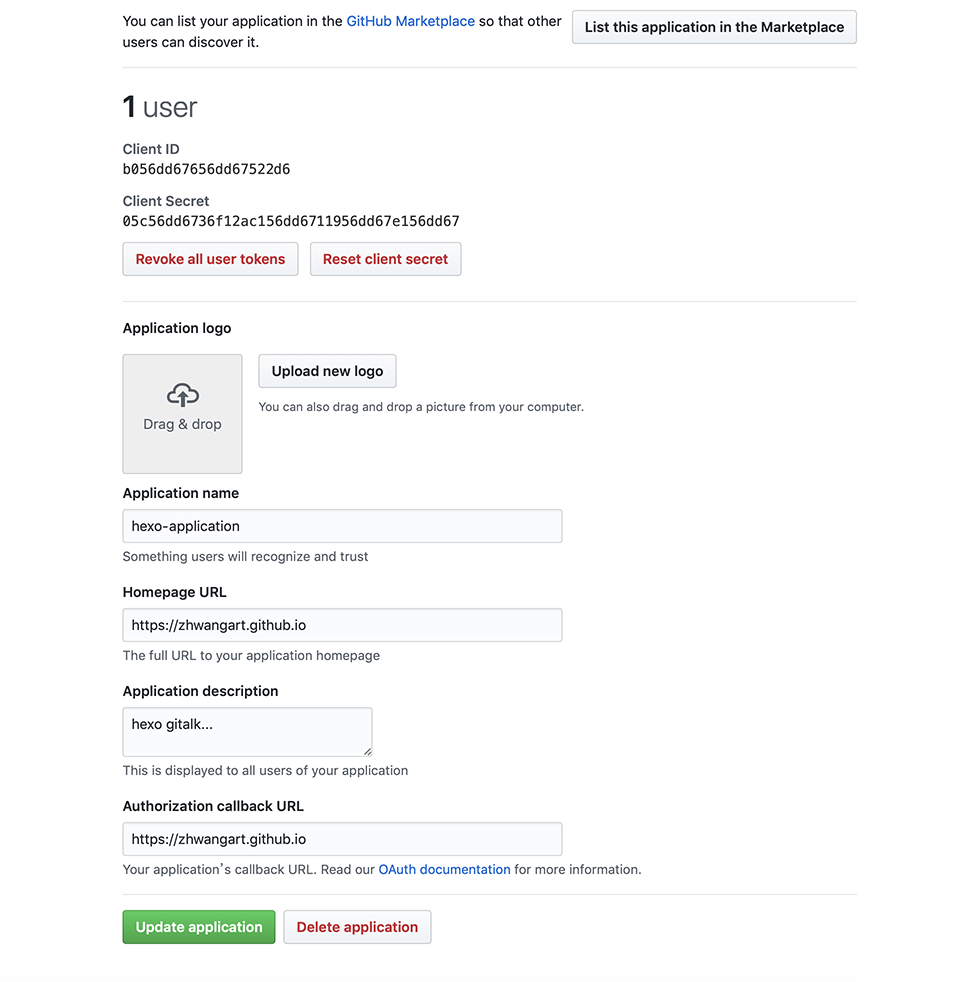 You can list your application in the GitHub Marketplace so that other
users can discover it.
List this application in the Marketplace
1 user
Client ID
b056dd67656dd67522d6
Client Secret
05c56dd6736f12ac156dd6711956dd67e156dd67
Revoke all user tokens
Reset client secret
Application logo
Drag & drop
Upload new logo
You can also drag and drop a picture from your computer.
Application name
hexo-application
Something users will recognize and trust
Homepage URL
https://zhwangart.github.io
The full URL to your application homepage
Application description
hexo gitalk...
This is displayed to all users of your application
Authorization callback URL
https://zhwangart.github.io
Your application’s callback URL. Read our OAuth documentation for more information.
Update application
Delete application